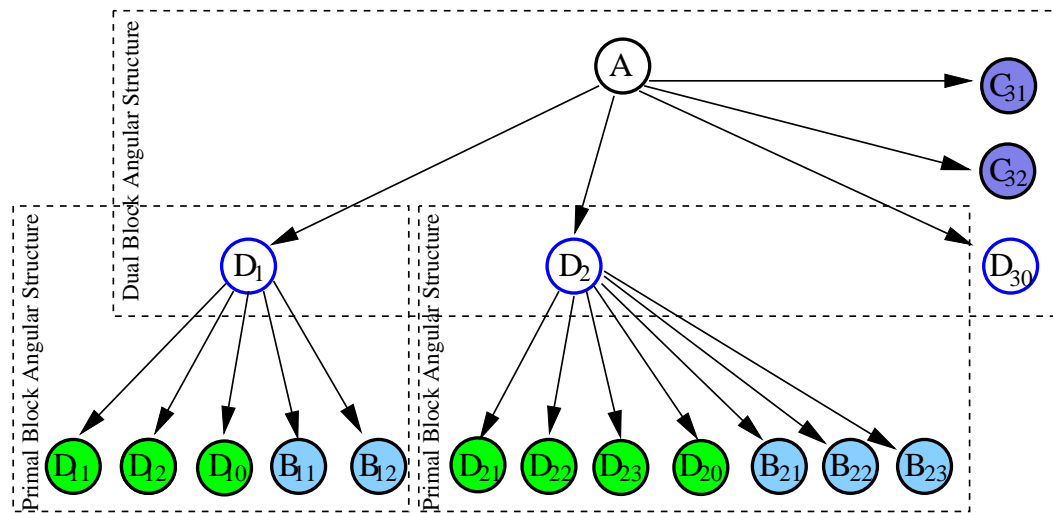 Dual Block Angular Structure
A
C31
C32
Primal Block Angular Structure
D1
Primal Block Angular Structure
D2
D30
D11
D12
D10
B11
B12
D21
D22
D23
D20
B21
B22
B23